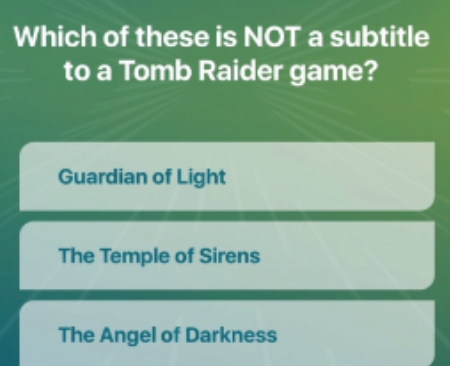 Which of these is NOT a subtitle
to a Tomb Raider game?
Guardian of Light
The Temple of Sirens
The Angel of Darkness